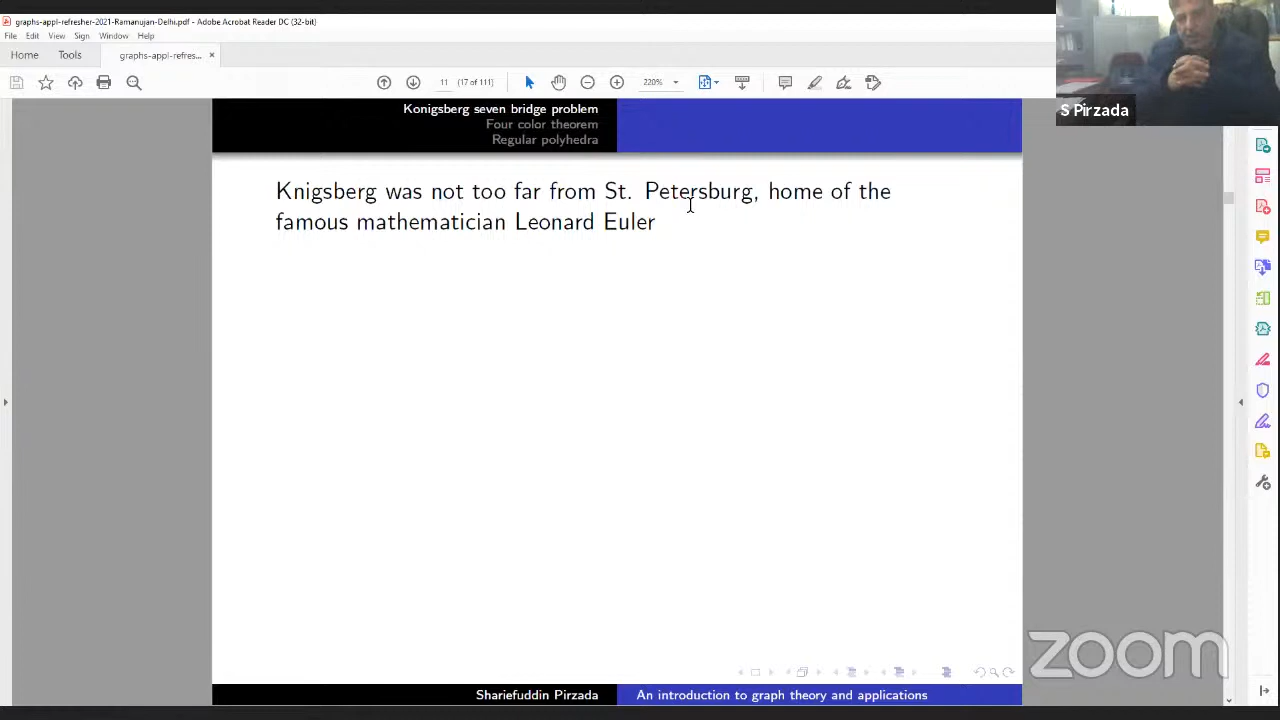 graphs-appl-refresher-2021-Ramanujan-Delhi.pdf - Adobe Acrobat Reader DC (32-bit)
File Edit View Sign Window Help
Home Tools graphs-appl-refres... ×
11 (17 of 111) 220%
S Pirzada
Konigsberg seven bridge problem
Four color theorem
Regular polyhedra
Knigsberg was not too far from St. Petersburg, home of the
famous mathematician Leonard Euler
zoom
Shariefuddin Pirzada An introduction to graph theory and applications